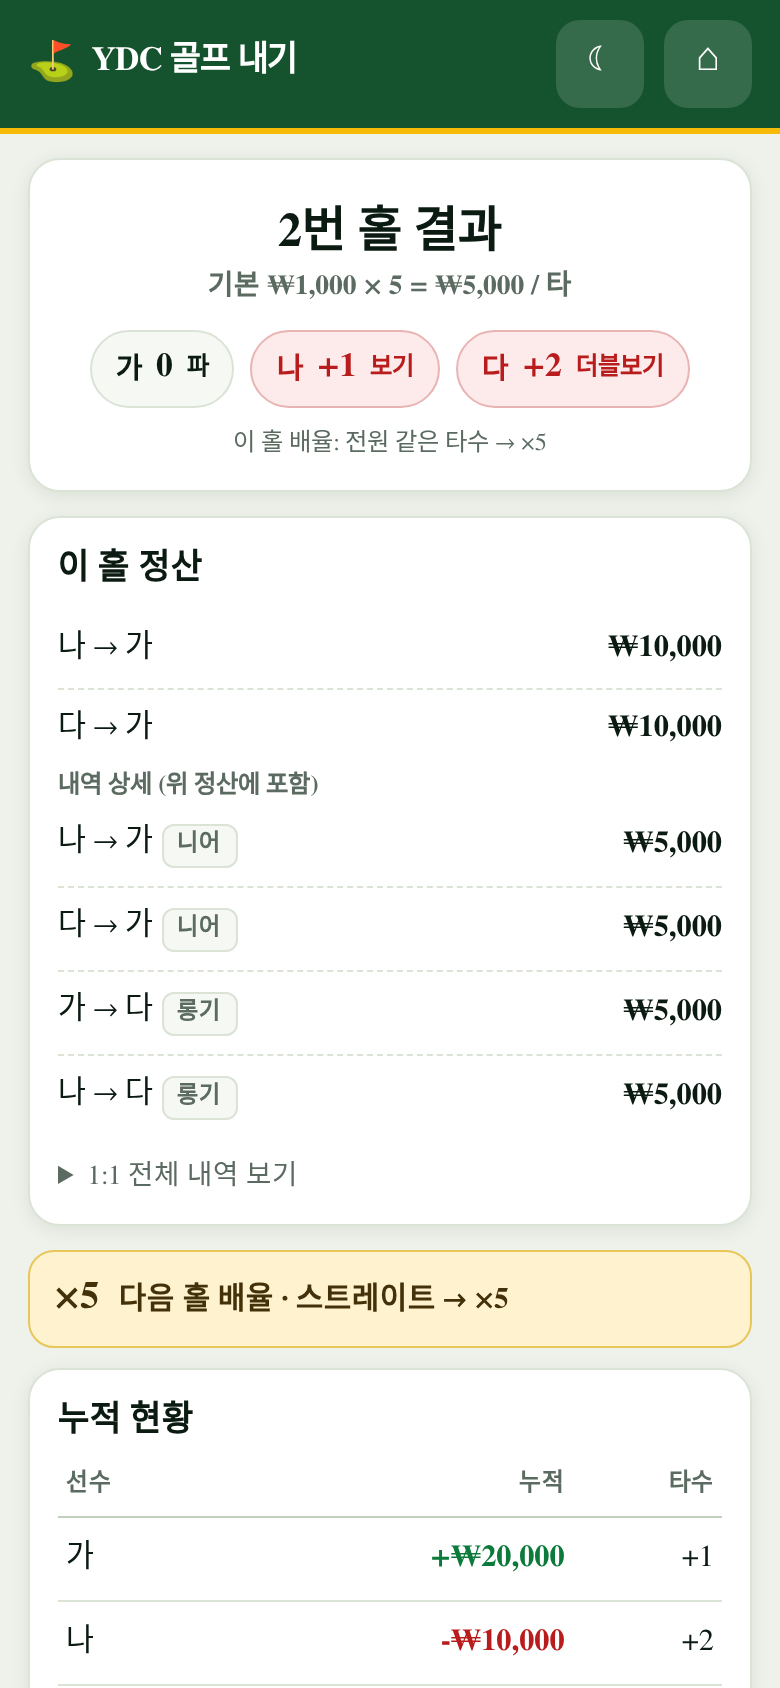 YDC 골프 내기
2번 홀 결과
기본 ₩1,000 × 5 = ₩5,000 / 타
가 0 파 나 +1 보기 다 +2 더블보기
이 홀 배율: 전원 같은 타수 → ×5
이 홀 정산
나 → 가 ₩10,000
다 → 가 ₩10,000
내역 상세 (위 정산에 포함)
나 → 가 니어 ₩5,000
다 → 가 니어 ₩5,000
가 → 다 롱기 ₩5,000
나 → 다 롱기 ₩5,000
▶ 1:1 전체 내역 보기
×5 다음 홀 배율 · 스트레이트 → ×5
누적 현황
선수 누적 타수
가 +₩20,000 +1
나 -₩10,000 +2